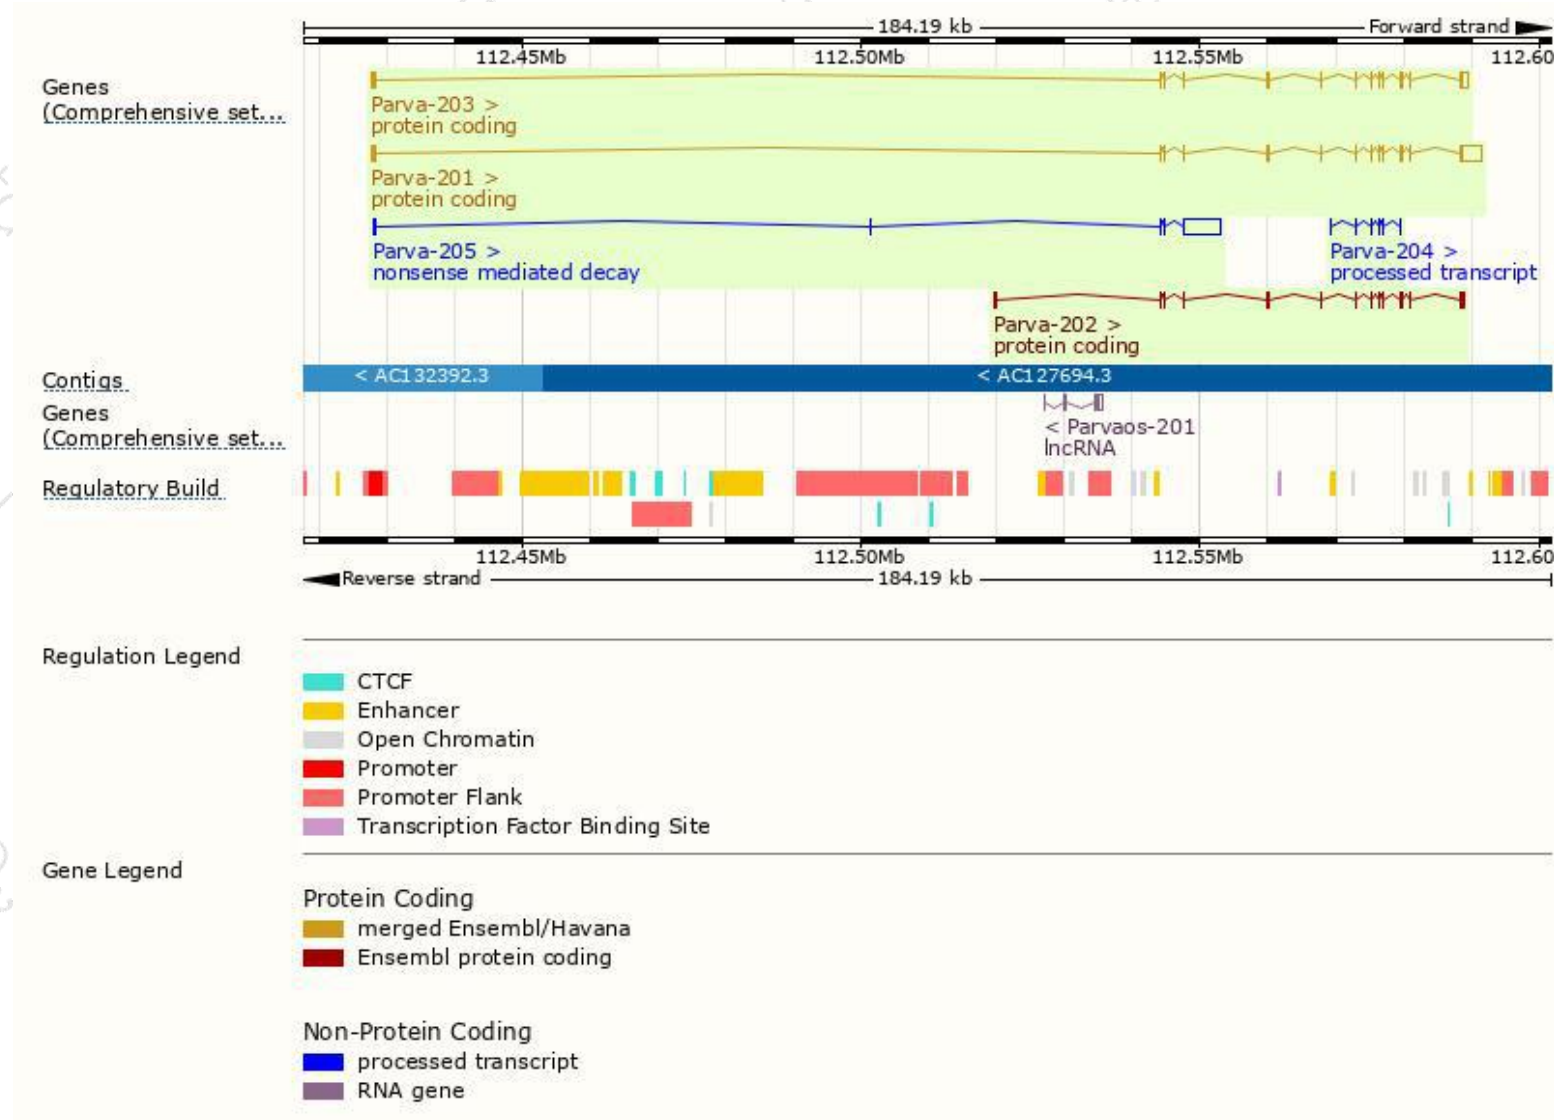 184.19 kb Forward strand
112.45Mb 112.50Mb 112.55Mb 112.60
Genes
(Comprehensive set...
Parva-203 >
protein coding
Parva-201 >
protein coding
Parva-205 >
nonsense mediated decay
Parva-204 >
processed transcript
Parva-202 >
protein coding
Contigs
< AC132392.3 < AC127694.3
Genes
(Comprehensive set...
< Parvaos-201
lncRNA
Regulatory Build
112.45Mb 112.50Mb 112.55Mb 112.60
Reverse strand 184.19 kb
Regulation Legend
CTCF
Enhancer
Open Chromatin
Promoter
Promoter Flank
Transcription Factor Binding Site
Gene Legend
Protein Coding
merged Ensembl/Havana
Ensembl protein coding
Non-Protein Coding
processed transcript
RNA gene